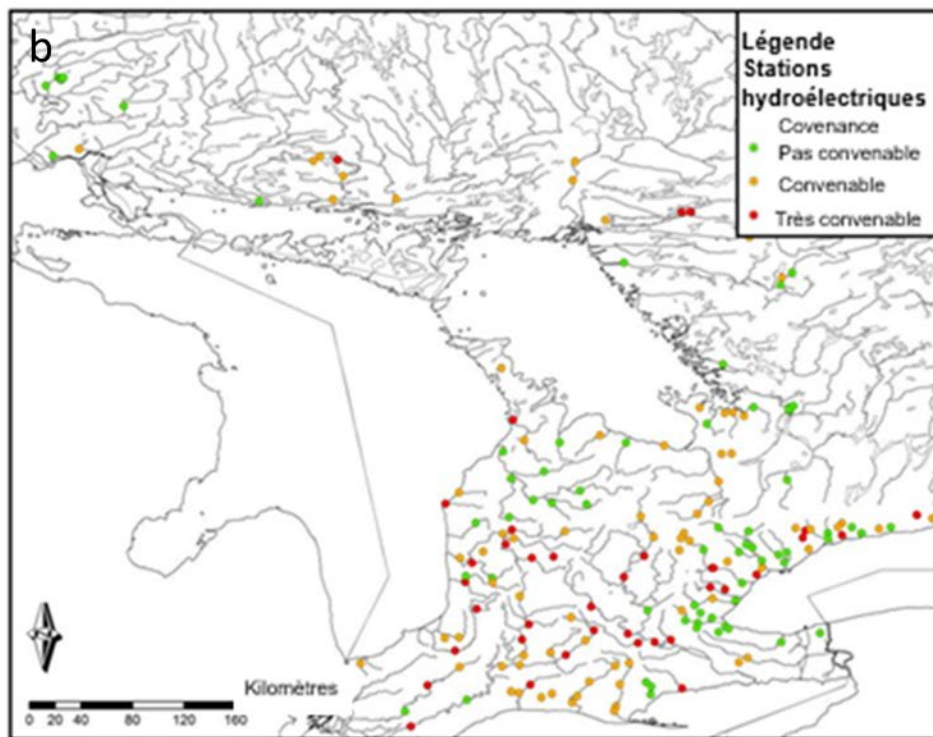 b
Légende
Stations
hydroélectriques
Covenance
Pas convenable
Convenable
Très convenable
Kilomètres
0 20 40 80 120 160